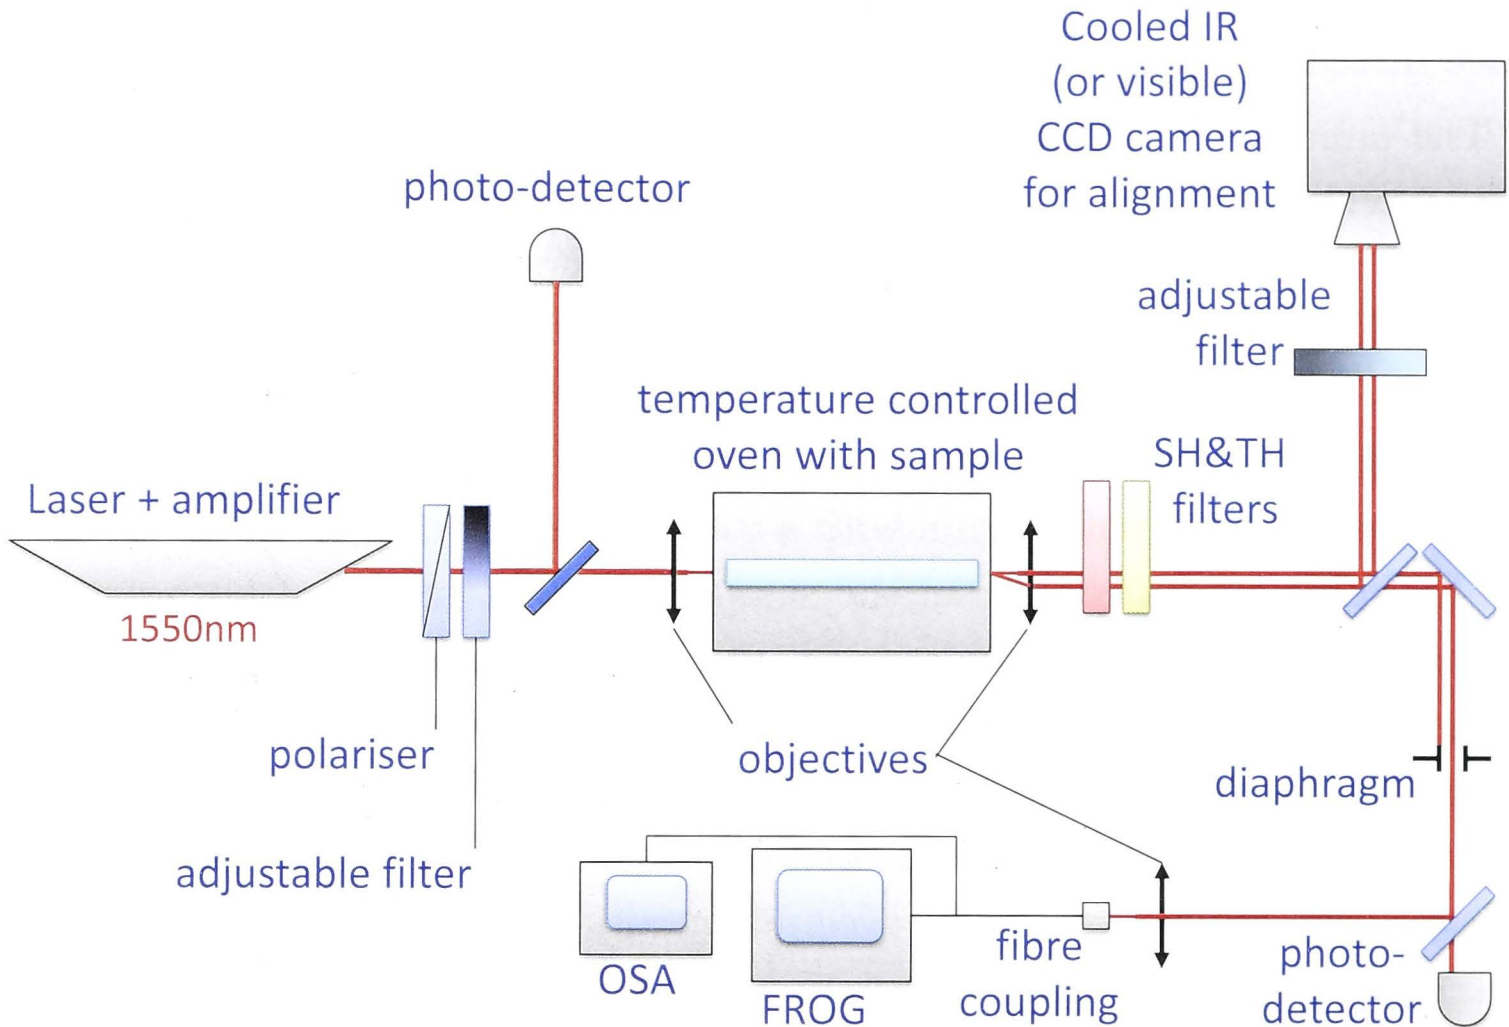 Cooled IR
(or visible)
CCD camera
for alignment
photo-detector
adjustable
filter
temperature controlled
oven with sample
SH&TH
filters
Laser + amplifier
1550nm
polariser
objectives
diaphragm
adjustable filter
OSA
FROG
fibre
coupling
photo-
detector